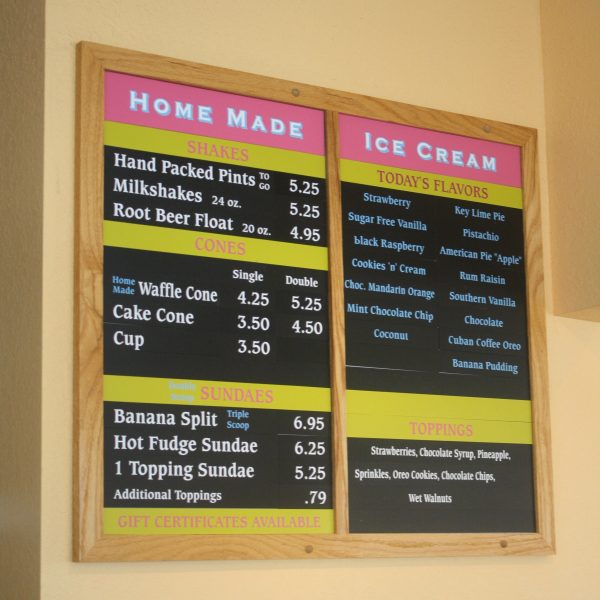 Home Made
SHAKES
Hand Packed Pints TO GO 5.25
Milkshakes 24 oz. 5.25
Root Beer Float 20 oz. 4.95
CONES
Single Double
Home Made Waffle Cone 4.25 5.25
Cake Cone 3.50 4.50
Cup 3.50
Double Scoop SUNDAES
Banana Split Triple Scoop 6.95
Hot Fudge Sundae 6.25
1 Topping Sundae 5.25
Additional Toppings .79
GIFT CERTIFICATES AVAILABLE
Ice Cream
TODAY'S FLAVORS
Strawberry Key Lime Pie
Sugar Free Vanilla Pistachio
black Raspberry American Pie "Apple"
Cookies 'n' Cream Rum Raisin
Choc. Mandarin Orange Southern Vanilla
Mint Chocolate Chip Chocolate
Coconut Cuban Coffee Oreo
Banana Pudding
TOPPINGS
Strawberries, Chocolate Syrup, Pineapple,
Sprinkles, Oreo Cookies, Chocolate Chips,
Wet Walnuts